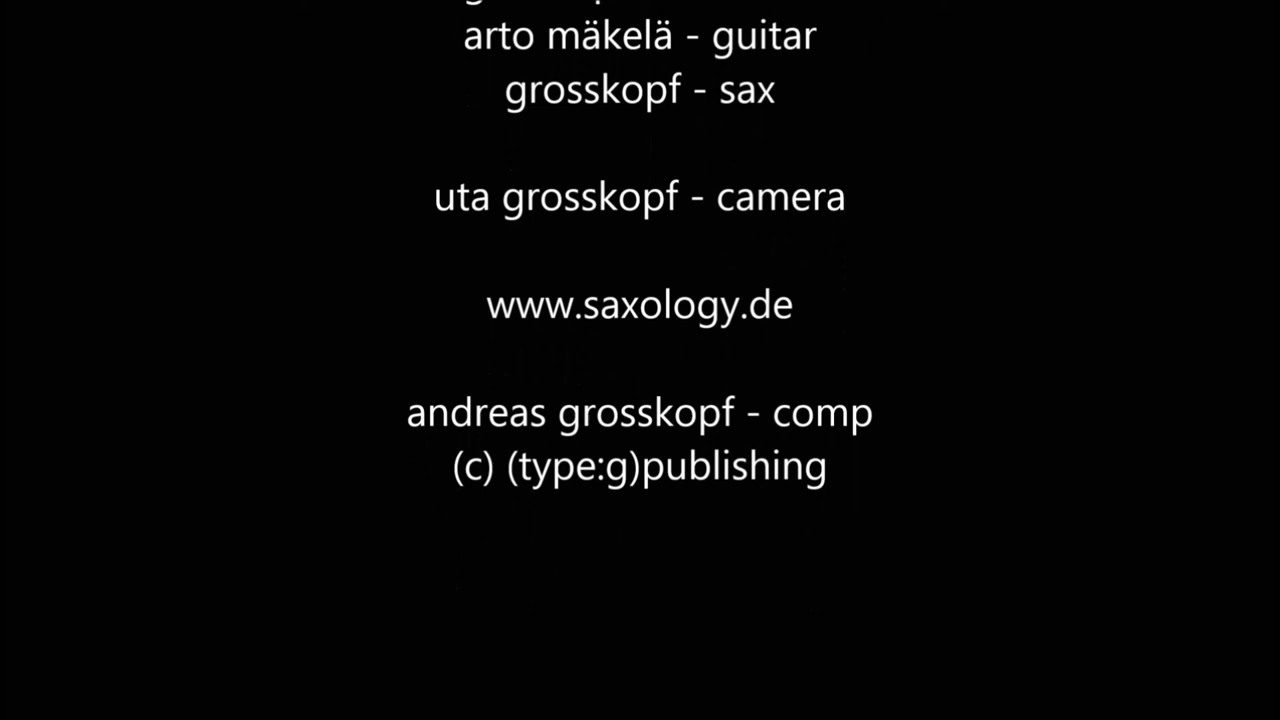 arto mäkelä - guitar
grosskopf - sax
uta grosskopf - camera
www.saxology.de
andreas grosskopf - comp
(c) (type:g)publishing